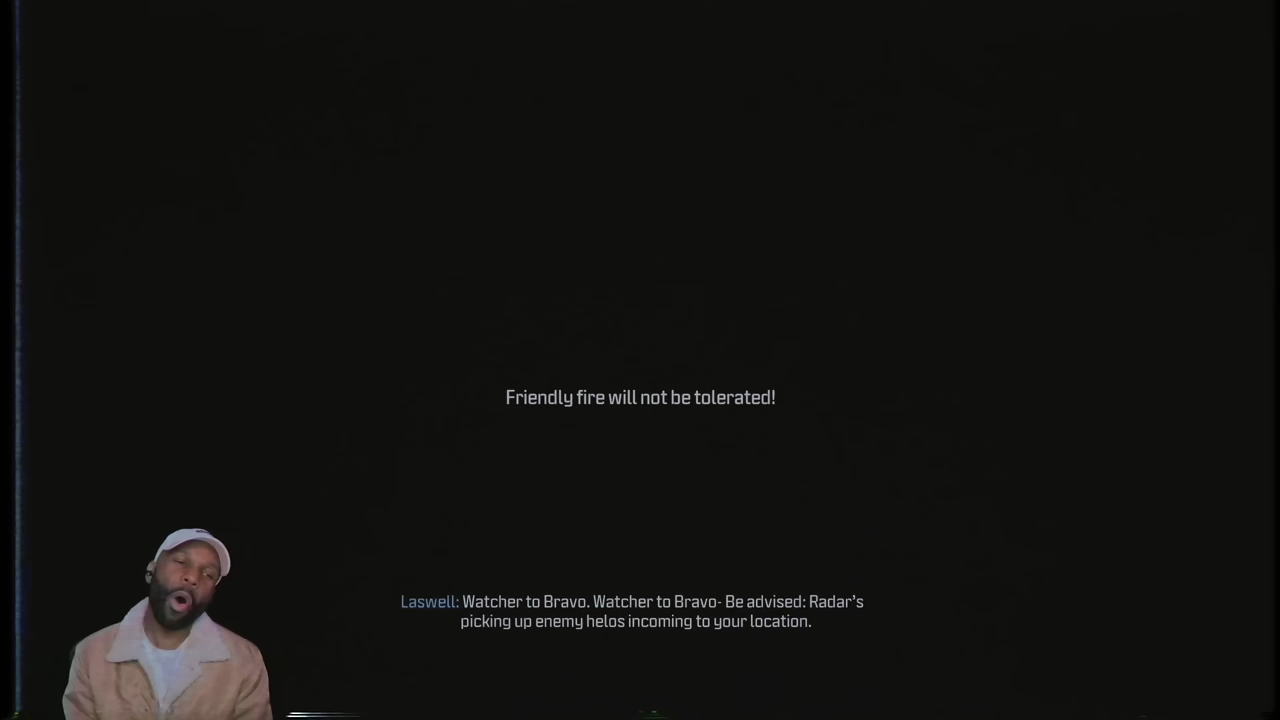 Friendly fire will not be tolerated!
Laswell: Watcher to Bravo. Watcher to Bravo- Be advised: Radar's
picking up enemy helos incoming to your location.